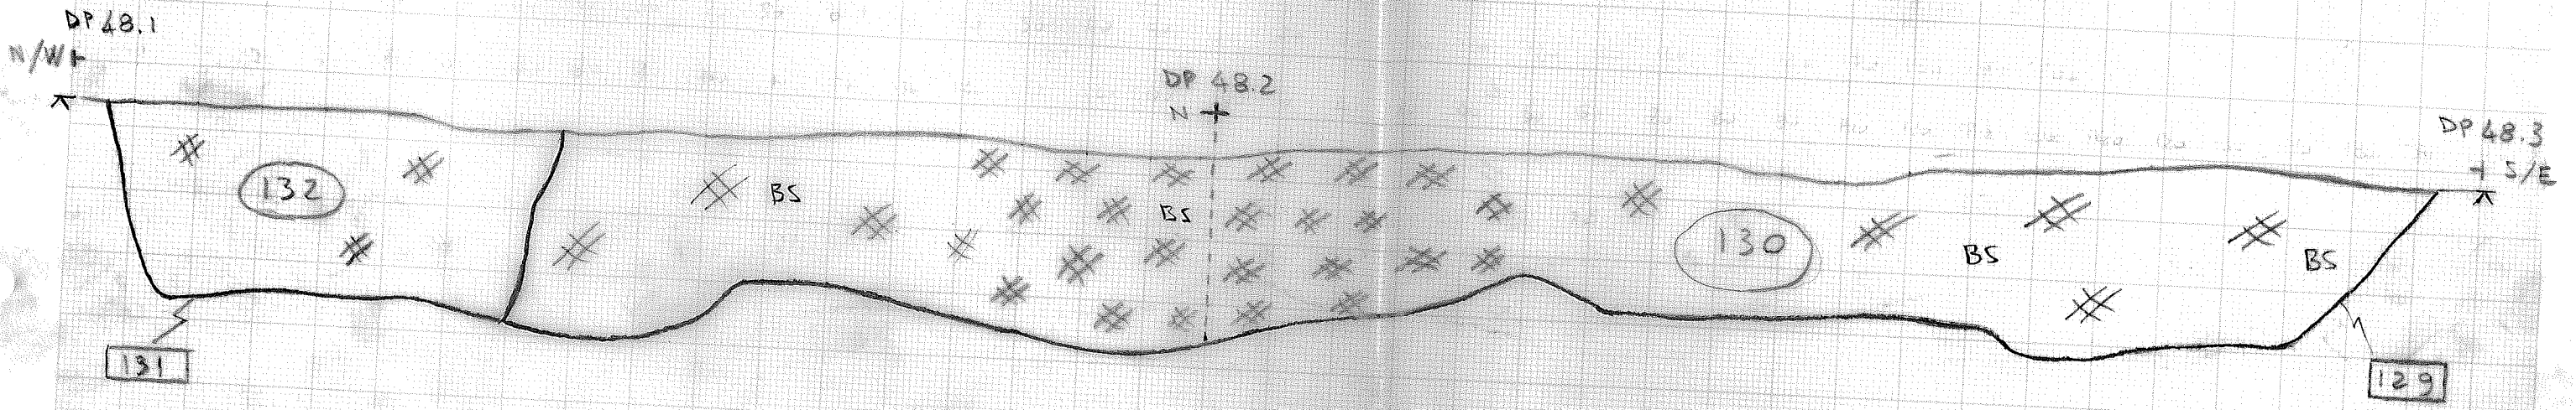 DP 48.1
N/W
DP 48.2
N
DP 48.3
S/E
132
BS
BS
130
BS
BS
131
129